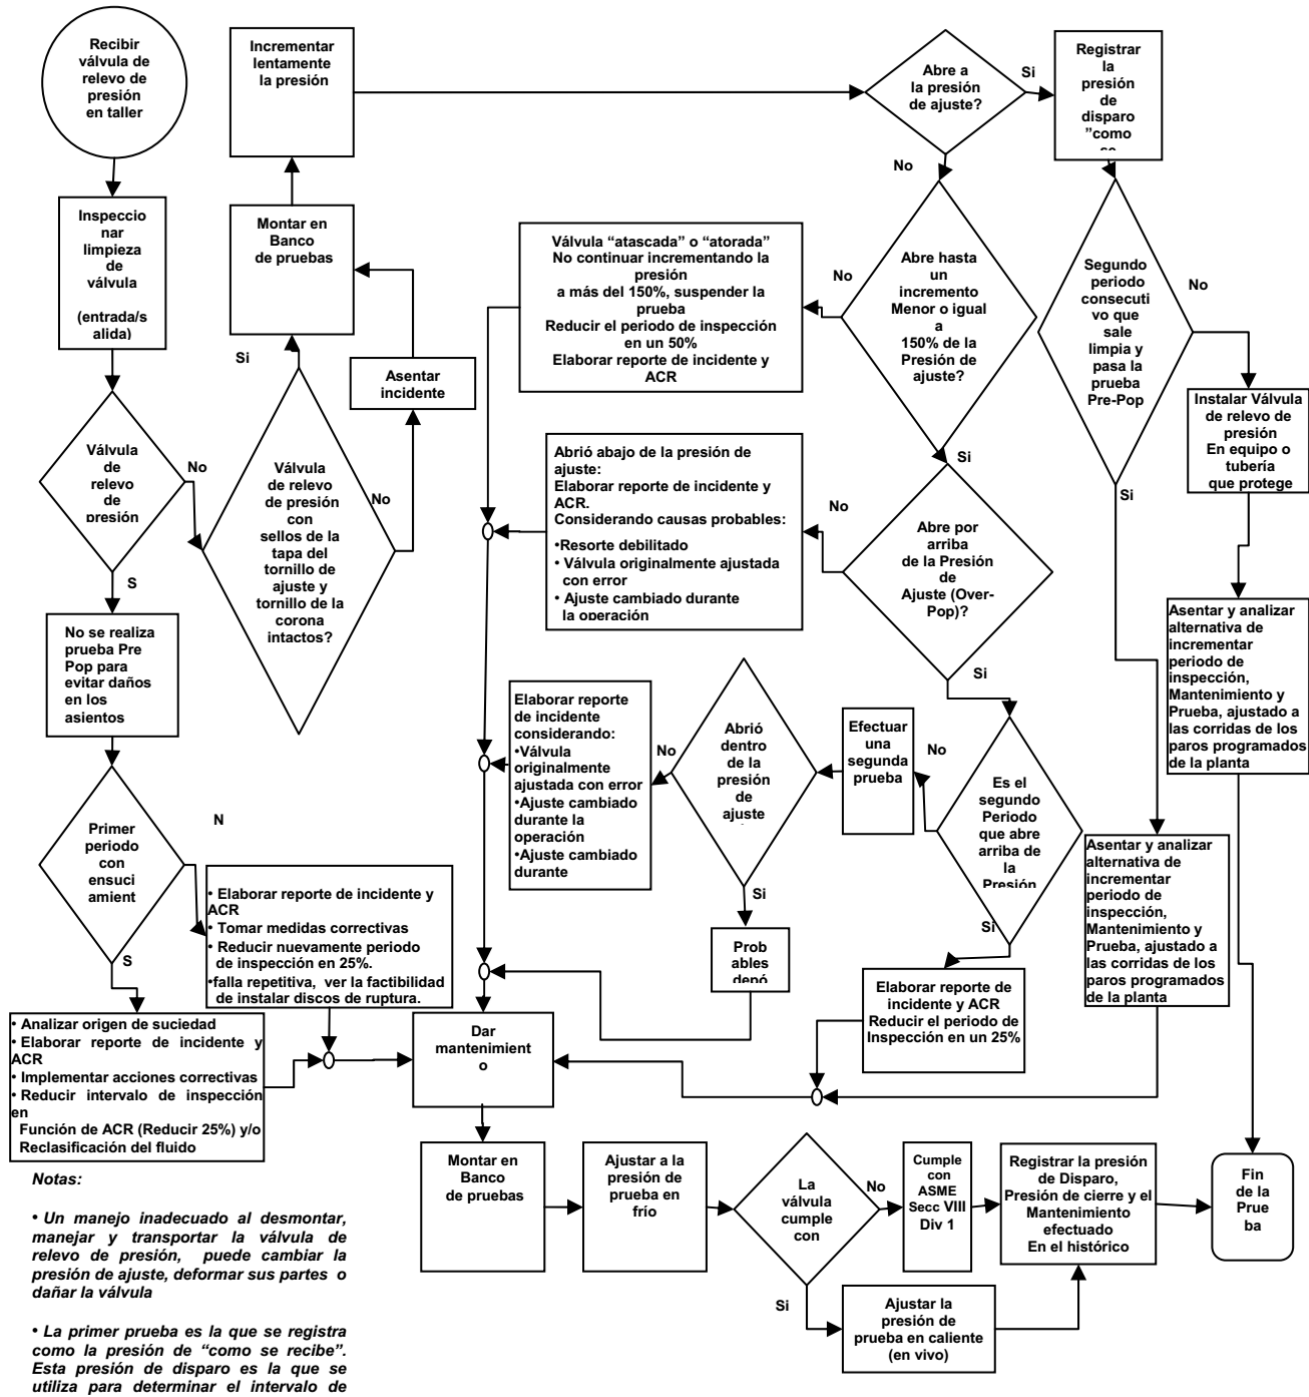 Recibir
válvula de
relevo de
presión
en taller
Inspeccio
nar
limpieza
de
válvula
(entrada/s
alida)
Válvula
de
relevo
de
presión
No
S
No se realiza
prueba Pre
Pop para
evitar daños
en los
asientos
Primer
periodo
con
ensuci
amient
N
S
• Elaborar reporte de incidente y
ACR
• Tomar medidas correctivas
• Reducir nuevamente periodo
de inspección en 25%.
•falla repetitiva, ver la factibilidad
de instalar discos de ruptura.
• Analizar origen de suciedad
• Elaborar reporte de incidente y
ACR
• Implementar acciones correctivas
• Reducir intervalo de inspección
en
Función de ACR (Reducir 25%) y/o
Reclasificación del fluido
Incrementar
lentamente
la presión
Montar en
Banco
de pruebas
Si
Asentar
incidente
Válvula
de relevo
de presión
con
sellos de la
tapa del
tornillo de
ajuste y
tornillo de la
corona
intactos?
No
Abre a
la presión
de ajuste?
Si
No
Registrar
la
presión
de
disparo
”como
se
Válvula “atascada” o “atorada”
No continuar incrementando la
presión
a más del 150%, suspender la
prueba
Reducir el periodo de inspección
en un 50%
Elaborar reporte de incidente y
ACR
No
Abre hasta
un
incremento
Menor o igual
a
150% de la
Presión de
ajuste?
Si
Segundo
periodo
consecuti
vo que
sale
limpia y
pasa la
prueba
Pre-Pop
No
Si
Instalar Válvula
de relevo de
presión
En equipo o
tubería
que protege
Abrió abajo de la presión de
ajuste:
Elaborar reporte de incidente y
ACR.
Considerando causas probables:
•Resorte debilitado
• Válvula originalmente ajustada
con error
• Ajuste cambiado durante
la operación
No
Abre por
arriba
de la Presión
de
Ajuste (Over-
Pop)?
Si
Asentar y analizar
alternativa de
incrementar
periodo de
inspección,
Mantenimiento y
Prueba, ajustado a
las corridas de los
paros programados
de la planta
Elaborar reporte
de incidente
considerando:
•Válvula
originalmente
ajustada con error
•Ajuste cambiado
durante la
operación
•Ajuste cambiado
durante
No
Abrió
dentro
de la
presión
de
ajuste
Si
Efectuar
una
segunda
prueba
No
Es el
segundo
Periodo
que abre
arriba de
la
Presión
Si
Prob
ables
depó
Asentar y analizar
alternativa de
incrementar
periodo de
inspección,
Mantenimiento y
Prueba, ajustado a
las corridas de los
paros programados
de la planta
Elaborar reporte de
incidente y ACR
Reducir el periodo de
Inspección en un 25%
Dar
mantenimient
o
Montar en
Banco
de pruebas
Ajustar a la
presión de
prueba en
frío
La
válvula
cumple
con
No
Si
Cumple
con
ASME
Secc VIII
Div 1
Ajustar la
presión de
prueba en caliente
(en vivo)
Registrar la presión
de Disparo,
Presión de cierre y el
Mantenimiento
efectuado
En el histórico
Fin
de la
Prue
ba
Notas:
• Un manejo inadecuado al desmontar,
manejar y transportar la válvula de
relevo de presión, puede cambiar la
presión de ajuste, deformar sus partes o
dañar la válvula
• La primer prueba es la que se registra
como la presión de “como se recibe”.
Esta presión de disparo es la que se
utiliza para determinar el intervalo de